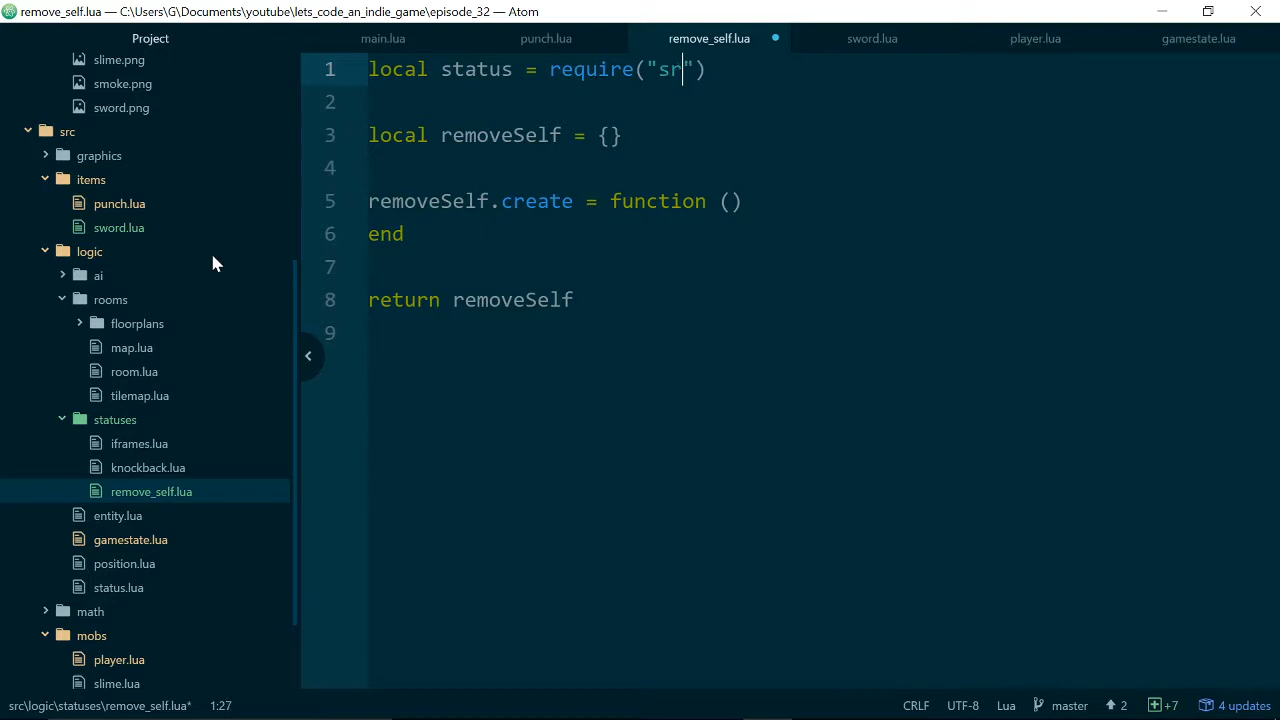 remove_self.lua — C:\Users\G\Documents\youtube\lets_code_an_indie_game\episode_32 — Atom
Project
main.lua
punch.lua
remove_self.lua
sword.lua
player.lua
gamestate.lua
slime.png
smoke.png
sword.png
src
graphics
items
punch.lua
sword.lua
logic
ai
rooms
floorplans
map.lua
room.lua
tilemap.lua
statuses
iframes.lua
knockback.lua
remove_self.lua
entity.lua
gamestate.lua
position.lua
status.lua
math
mobs
player.lua
slime.lua
1 local status = require("sr")
2
3 local removeSelf = {}
4
5 removeSelf.create = function ()
6 end
7
8 return removeSelf
9
src\logic\statuses\remove_self.lua* 1:27 CRLF UTF-8 Lua master 2 +7 4 updates